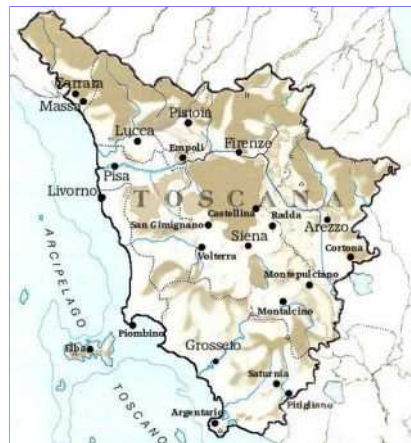 Carrara
Massa
Pistoia
Lucca
Empoli
Firenze
Pisa
Livorno
TOSCANA
Castellina
Radda
San Gimignano
Siena
Arezzo
Volterra
Cortona
Montepulciano
Montalcino
ARCIPELAGO
Piombino
Elba
Grosseto
Saturnia
TOSCANO
Pitigliano
Argentario